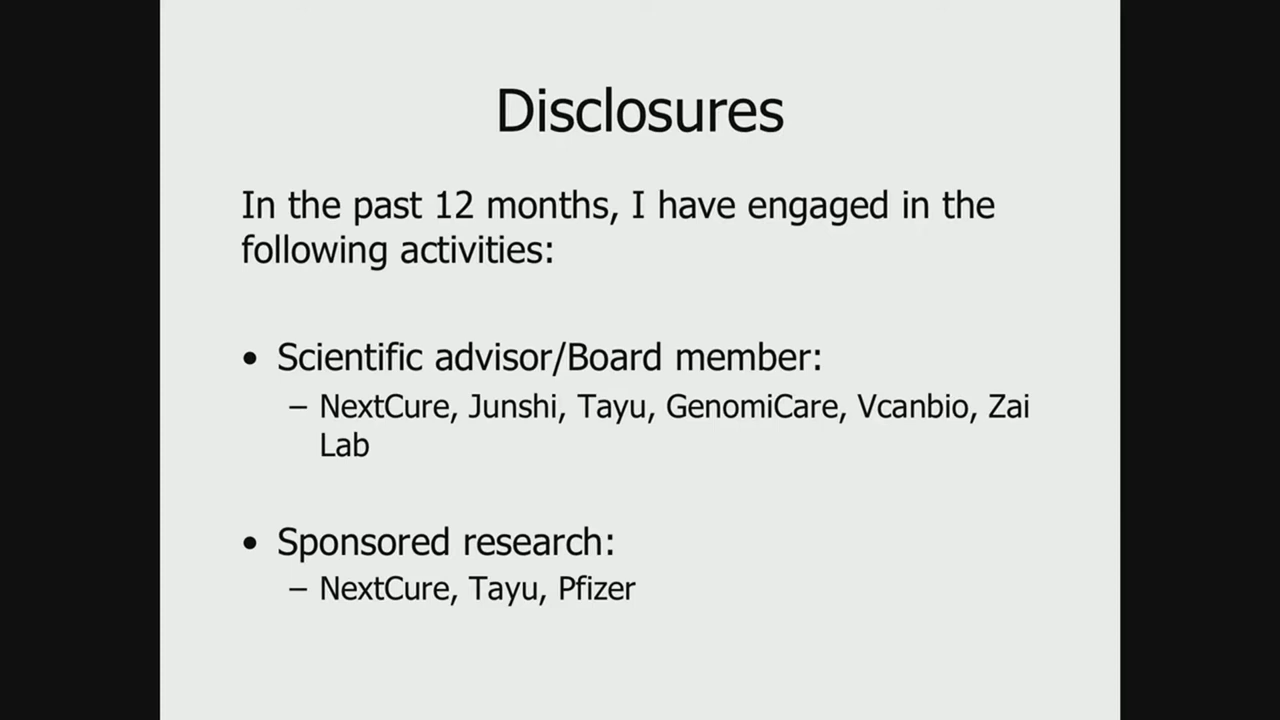 Disclosures
In the past 12 months, I have engaged in the
following activities:
• Scientific advisor/Board member:
– NextCure, Junshi, Tayu, GenomiCare, Vcanbio, Zai
Lab
• Sponsored research:
– NextCure, Tayu, Pfizer